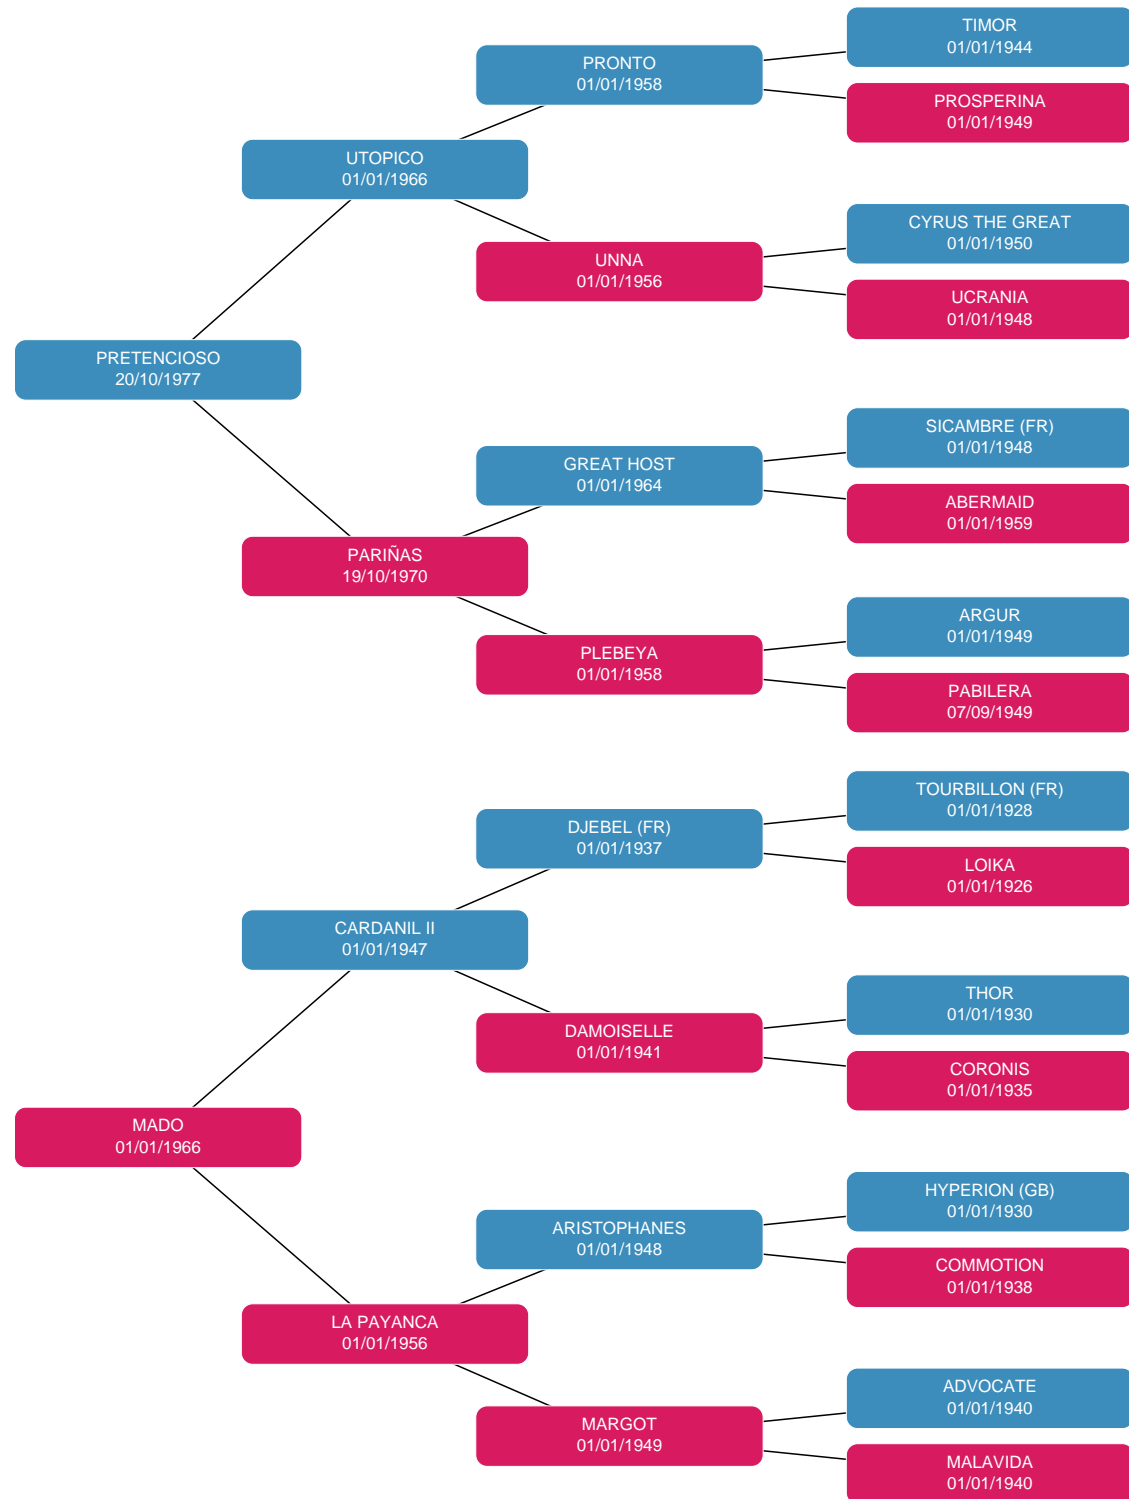 TIMOR
01/01/1944
PRONTO
01/01/1958
PROSPERINA
01/01/1949
UTOPICO
01/01/1966
CYRUS THE GREAT
01/01/1950
UNNA
01/01/1956
UCRANIA
01/01/1948
PRETENCIOSO
20/10/1977
SICAMBRE (FR)
01/01/1948
GREAT HOST
01/01/1964
ABERMAID
01/01/1959
PARIÑAS
19/10/1970
ARGUR
01/01/1949
PLEBEYA
01/01/1958
PABILERA
07/09/1949
TOURBILLON (FR)
01/01/1928
DJEBEL (FR)
01/01/1937
LOIKA
01/01/1926
CARDANIL II
01/01/1947
THOR
01/01/1930
DAMOISELLE
01/01/1941
CORONIS
01/01/1935
MADO
01/01/1966
HYPERION (GB)
01/01/1930
ARISTOPHANES
01/01/1948
COMMOTION
01/01/1938
LA PAYANCA
01/01/1956
ADVOCATE
01/01/1940
MARGOT
01/01/1949
MALAVIDA
01/01/1940